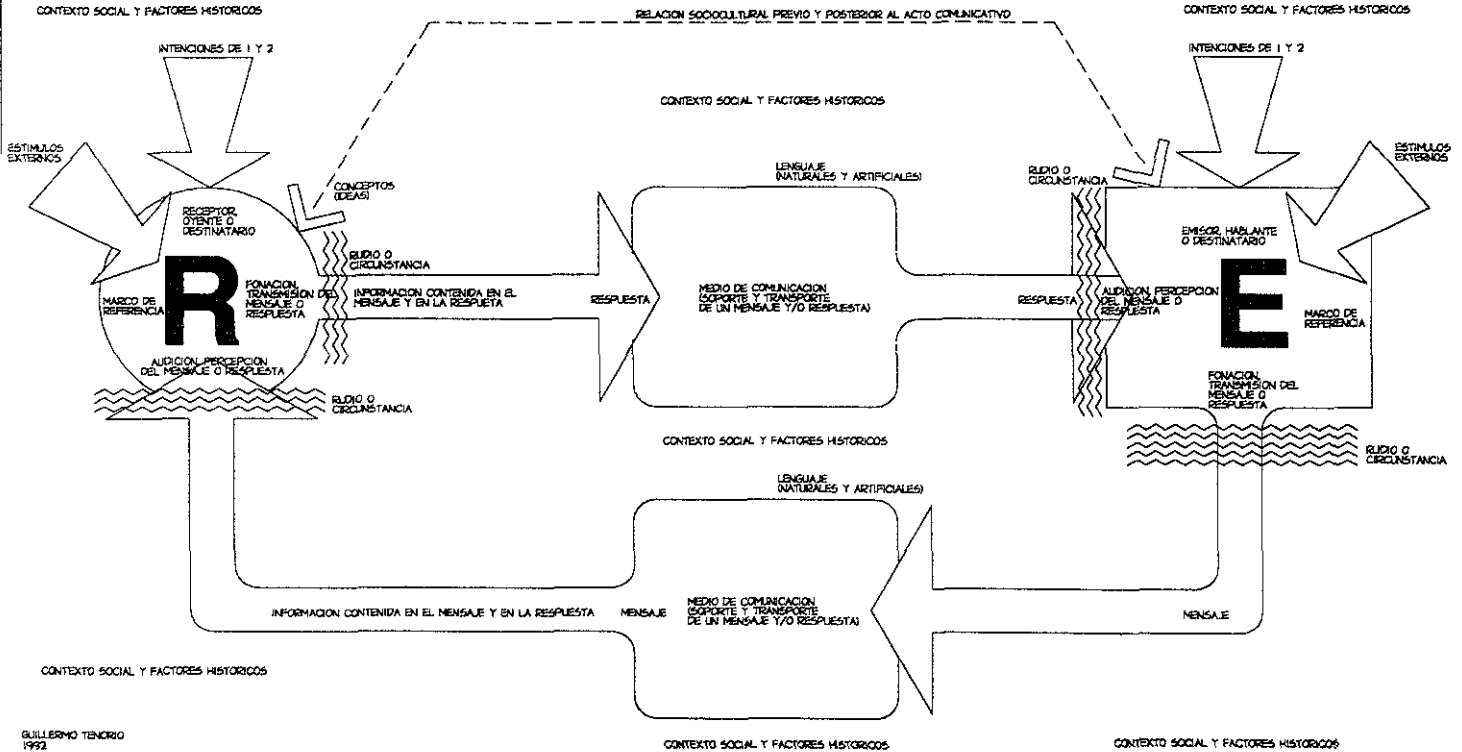 CONTEXTO SOCIAL Y FACTORES HISTORICOS
RELACION SOCIOCULTURAL PREVIO Y POSTERIOR AL ACTO COMUNICATIVO
CONTEXTO SOCIAL Y FACTORES HISTORICOS
INTENCIONES DE 1 Y 2
INTENCIONES DE 1 Y 2
CONTEXTO SOCIAL Y FACTORES HISTORICOS
ESTIMULOS
EXTERNOS
ESTIMULOS
EXTERNOS
CONCEPTOS
(IDEAS)
LENGUAJE
(NATURALES Y ARTIFICIALES)
RUDIO O
CIRCUNSTANCIA
RECEPTOR,
OYENTE O
DESTINATARIO
R
MARCO DE
REFERENCIA
FONACION,
TRANSMISION DEL
MENSAJE O
RESPUESTA
AUDICION, PERCEPCION
DEL MENSAJE O RESPUESTA
RUDIO O
CIRCUNSTANCIA
INFORMACION CONTENIDA EN EL
MENSAJE Y EN LA RESPUETA
RESPUESTA
MEDIO DE COMUNICACION
(SOPORTE Y TRANSPORTE
DE UN MENSAJE Y/O RESPUESTA)
RESPUESTA
AUDICION, PERCEPCION
DEL MENSAJE O
RESPUESTA
EMISOR, HABLANTE
O DESTINATARIO
E
MARCO DE
REFERENCIA
FONACION,
TRANSMISION DEL
MENSAJE O
RESPUESTA
RUDIO O
CIRCUNSTANCIA
RUDIO O
CIRCUNSTANCIA
CONTEXTO SOCIAL Y FACTORES HISTORICOS
LENGUAJE
(NATURALES Y ARTIFICIALES)
INFORMACION CONTENIDA EN EL MENSAJE Y EN LA RESPUESTA
MENSAJE
MEDIO DE COMUNICACION
(SOPORTE Y TRANSPORTE
DE UN MENSAJE Y/O RESPUESTA)
MENSAJE
CONTEXTO SOCIAL Y FACTORES HISTORICOS
GUILLERMO TENORIO
1992
CONTEXTO SOCIAL Y FACTORES HISTORICOS
CONTEXTO SOCIAL Y FACTORES HISTORICOS